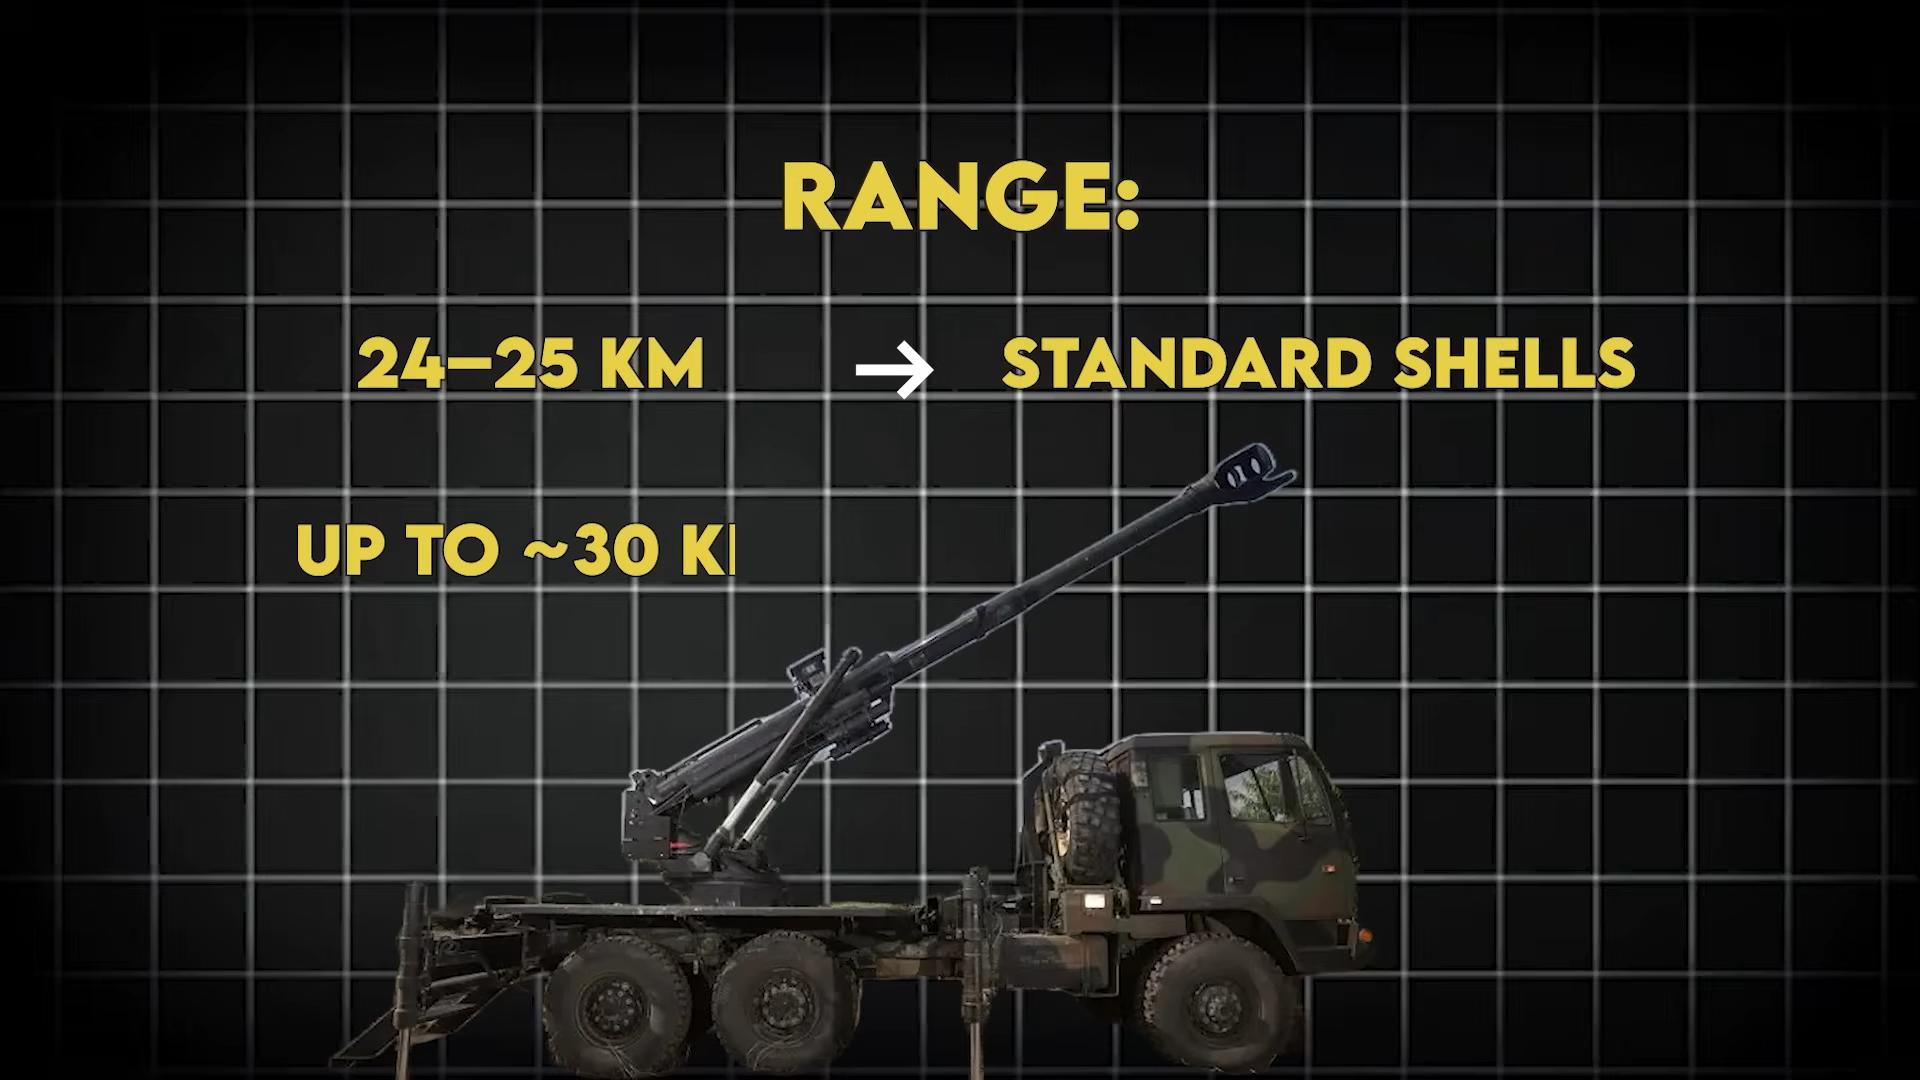 RANGE:
24–25 KM → STANDARD SHELLS
UP TO ~30 K